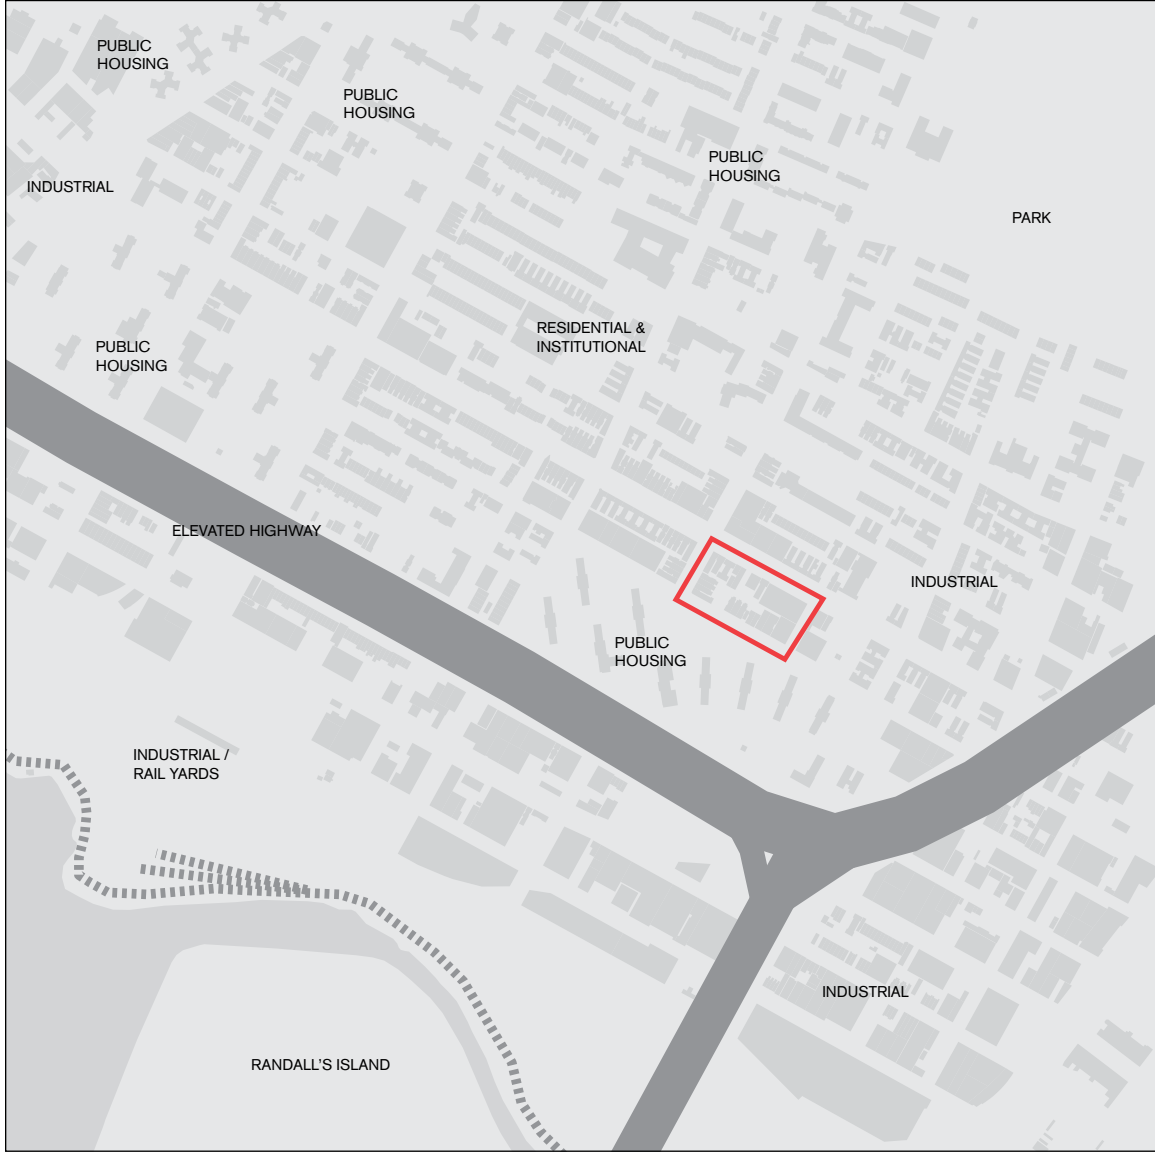 PUBLIC
HOUSING
PUBLIC
HOUSING
PUBLIC
HOUSING
INDUSTRIAL
PARK
RESIDENTIAL &
INSTITUTIONAL
PUBLIC
HOUSING
ELEVATED HIGHWAY
INDUSTRIAL
PUBLIC
HOUSING
INDUSTRIAL /
RAIL YARDS
INDUSTRIAL
RANDALL'S ISLAND